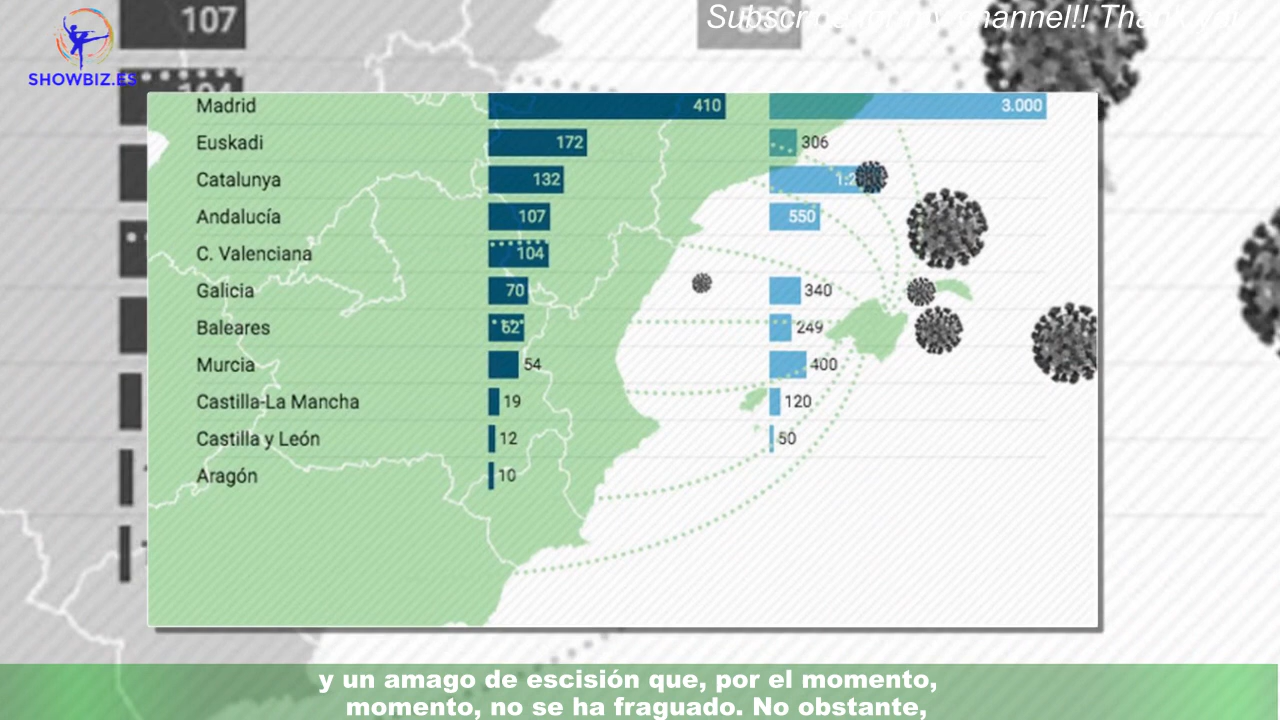 107
SHOWBIZ.ES
Madrid 410 3.000
Euskadi 172 306
Catalunya 132
Andalucía 107 550
C. Valenciana 104
Galicia 70 340
Baleares 62 249
Murcia 54 400
Castilla-La Mancha 19 120
Castilla y León 12 50
Aragón 10
y un amago de escisión que, por el momento,
momento, no se ha fraguado. No obstante,